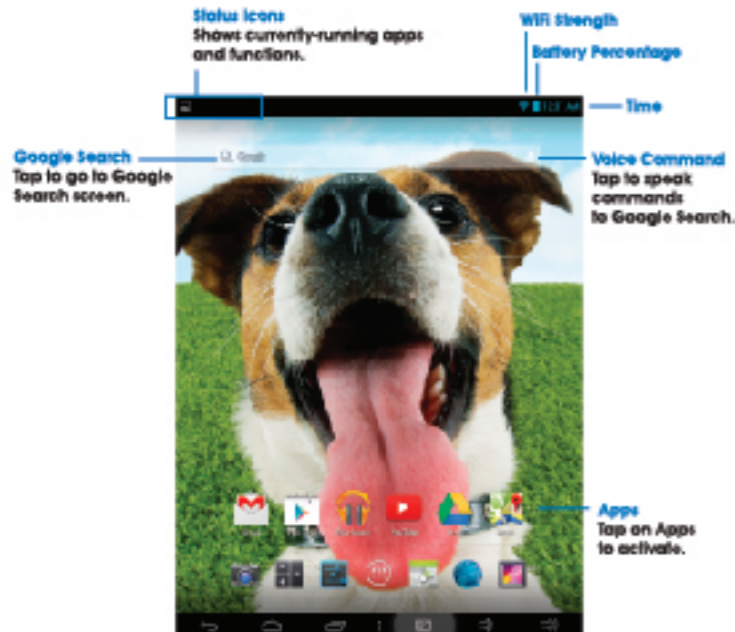 Status Icons
Shows currently-running apps
and functions.
WiFi Strength
Battery Percentage
Time
Google Search
Tap to go to Google
Search screen.
Google
Voice Command
Tap to speak
commands
to Google Search.
Apps
Tap on Apps
to activate.